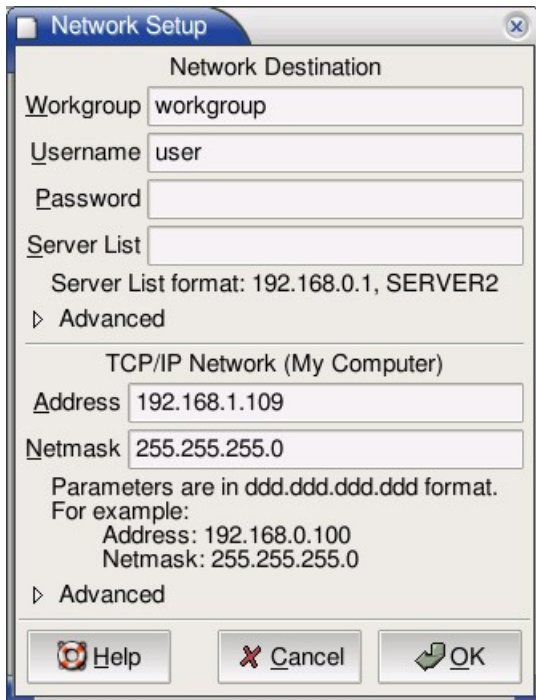 Network Setup
Network Destination
Workgroup workgroup
Username user
Password
Server List
Server List format: 192.168.0.1, SERVER2
Advanced
TCP/IP Network (My Computer)
Address 192.168.1.109
Netmask 255.255.255.0
Parameters are in ddd.ddd.ddd.ddd format.
For example:
Address: 192.168.0.100
Netmask: 255.255.255.0
Advanced
Help Cancel OK